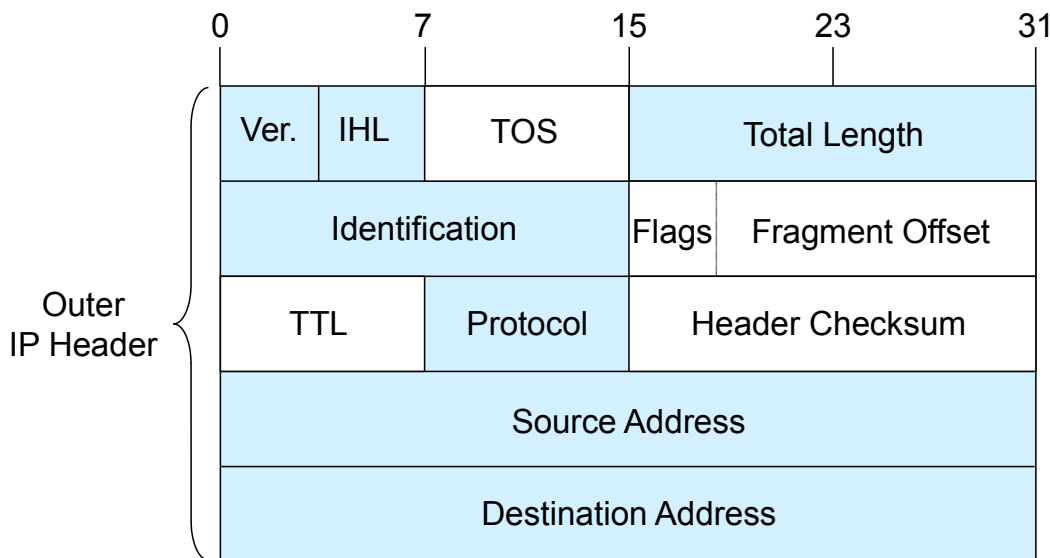 0 7 15 23 31
Ver. IHL TOS Total Length
Identification Flags Fragment Offset
Outer
IP Header
TTL Protocol Header Checksum
Source Address
Destination Address